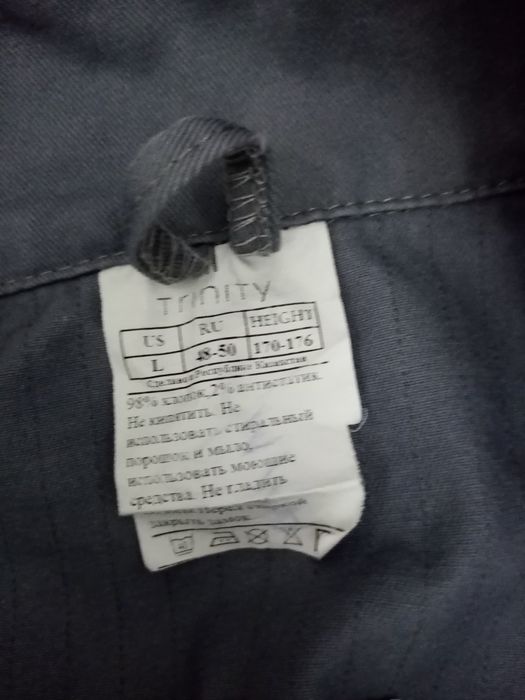 Trinity
US RU HEIGHT
L 48-50 170-176
Сделано в Республике Казахстан
98% хлопок, 2% антистатик.
Не кипятить. Не
использовать стиральный
порошок и мыло,
использовать моющие
средства. Не гладить
закрыть замок.